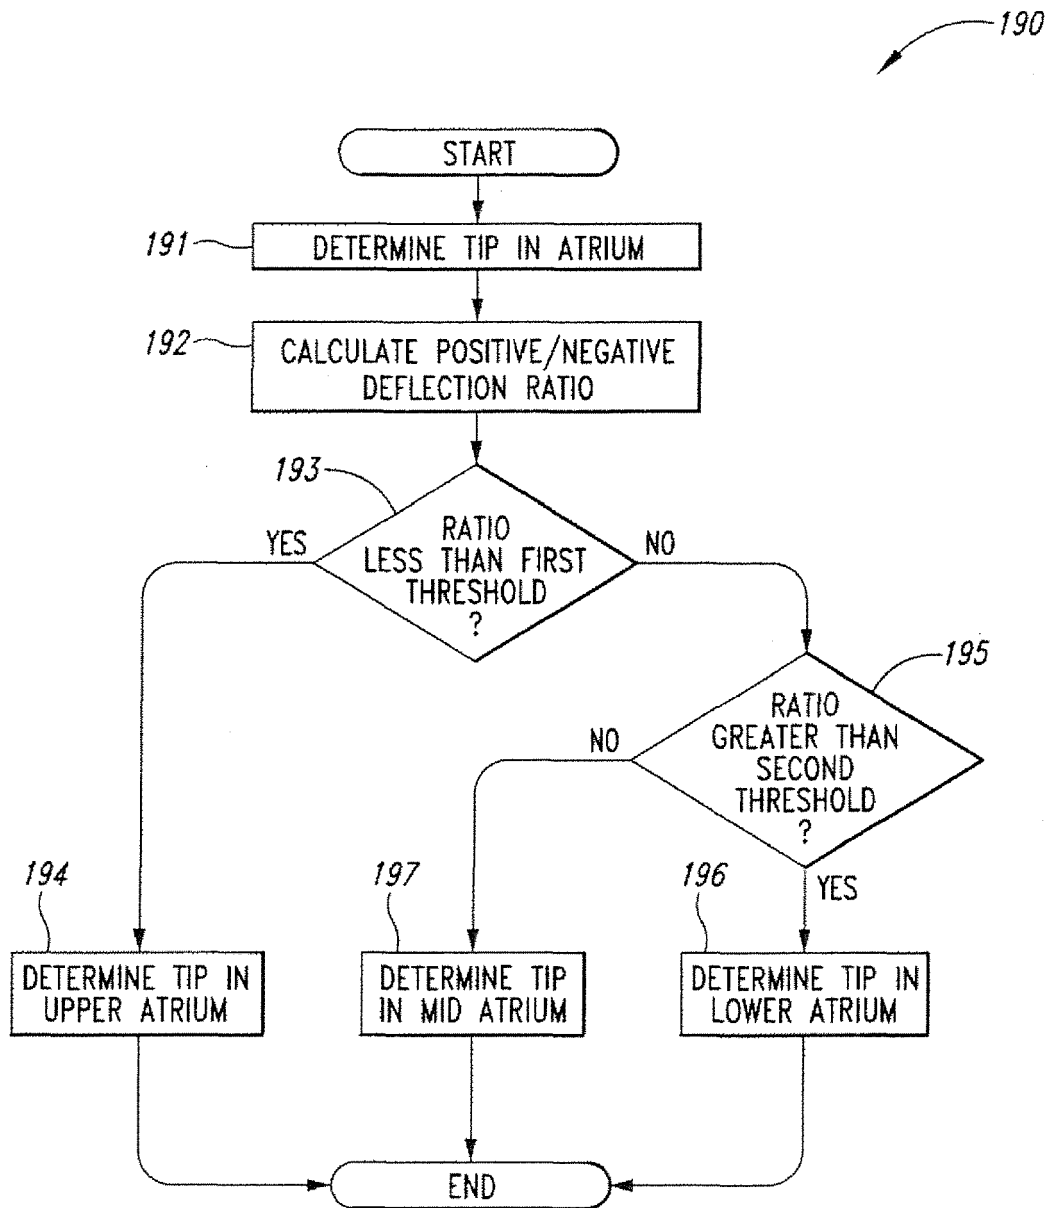 190
START
191
DETERMINE TIP IN ATRIUM
192
CALCULATE POSITIVE/NEGATIVE
DEFLECTION RATIO
193
YES
RATIO
LESS THAN FIRST
THRESHOLD
?
NO
195
NO
RATIO
GREATER THAN
SECOND
THRESHOLD
?
YES
194
DETERMINE TIP IN
UPPER ATRIUM
197
DETERMINE TIP
IN MID ATRIUM
196
DETERMINE TIP IN
LOWER ATRIUM
END